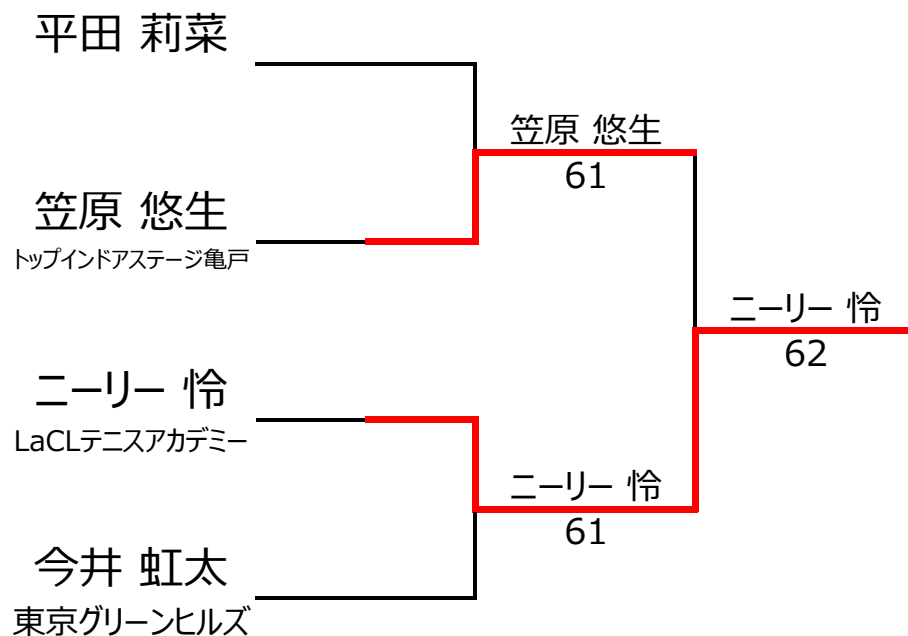 平田 莉菜
笠原 悠生
61
笠原 悠生
トップインドアステージ亀戸
ニーリー 怜
62
ニーリー 怜
LaCLテニスアカデミー
ニーリー 怜
61
今井 虹太
東京グリーンヒルズ